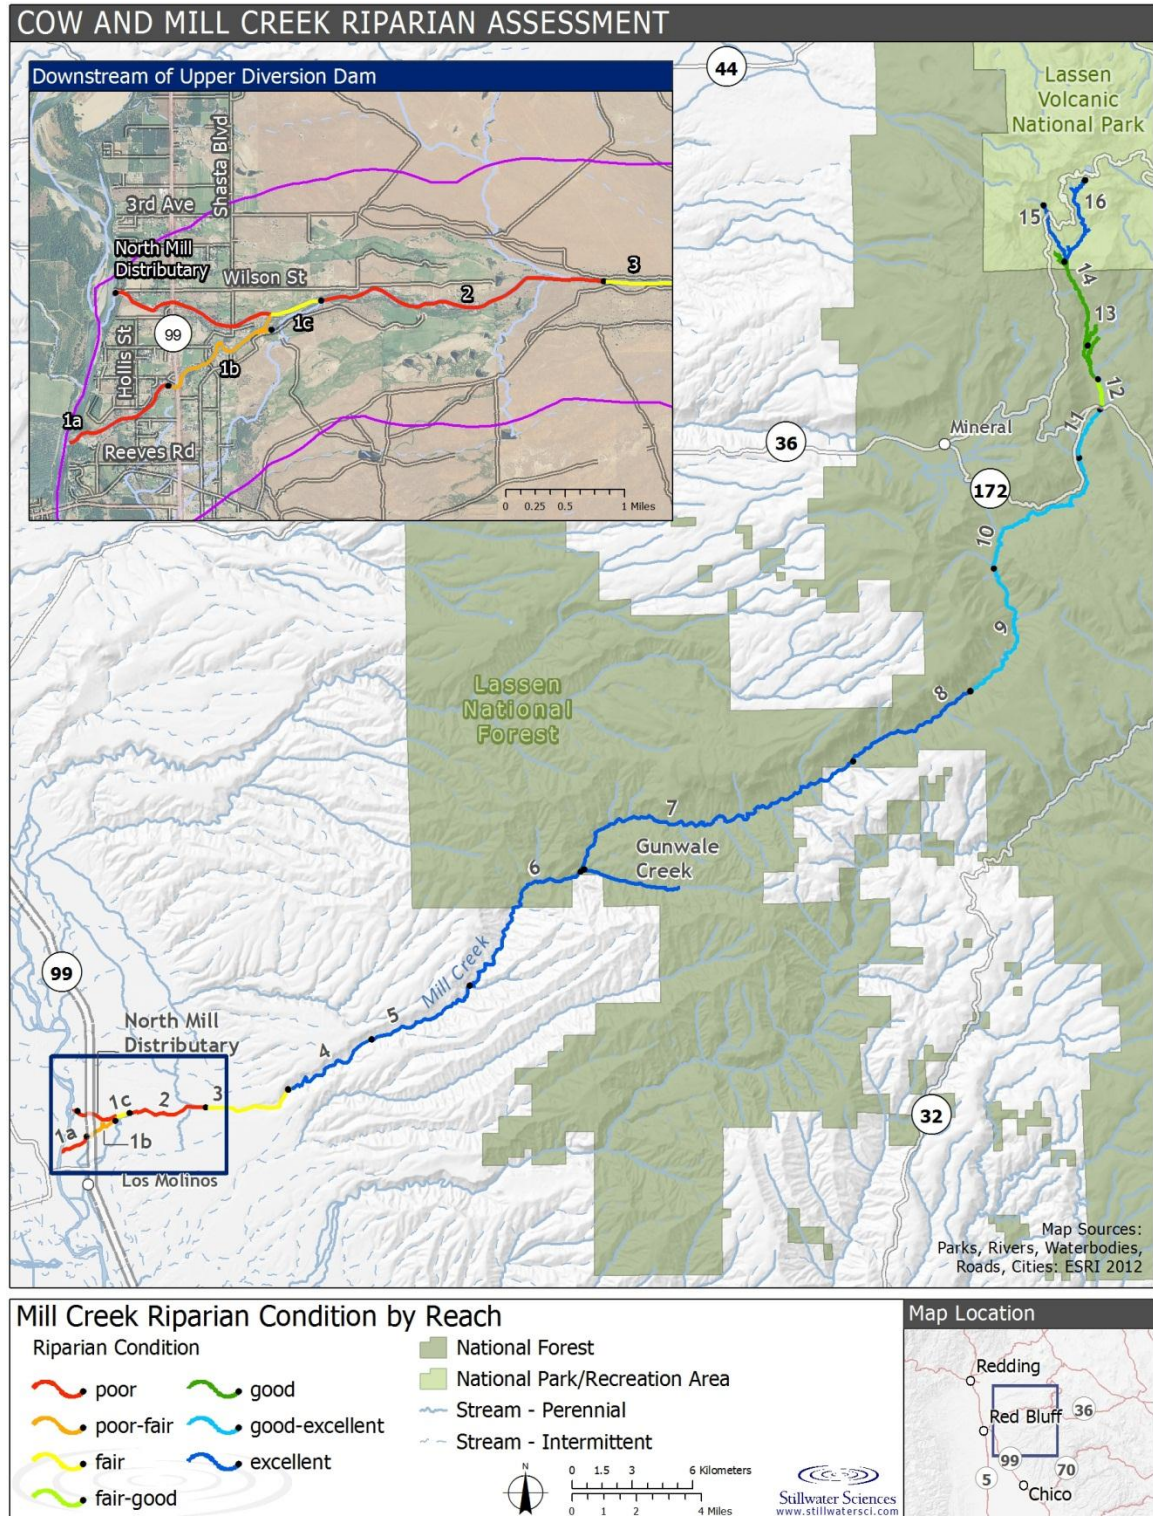 COW AND MILL CREEK RIPARIAN ASSESSMENT
Downstream of Upper Diversion Dam
Shasta Blvd
3rd Ave
North Mill
Distributary
Wilson St
3
2
1c
99
Hollis St
1b
1a
Reeves Rd
0 0.25 0.5 1 Miles
44
Lassen
Volcanic
National Park
16
15
14
13
12
11
Mineral
36
172
10
9
8
Lassen
National
Forest
7
Gunwale
Creek
6
Mill Creek
5
4
99
North Mill
Distributary
1c
2
3
1a
1b
Los Molinos
32
Map Sources:
Parks, Rivers, Waterbodies,
Roads, Cities: ESRI 2012
Mill Creek Riparian Condition by Reach
Riparian Condition
poor
poor-fair
fair
fair-good
good
good-excellent
excellent
National Forest
National Park/Recreation Area
Stream - Perennial
Stream - Intermittent
N
0 1.5 3 6 Kilometers
0 1 2 4 Miles
Stillwater Sciences
www.stillwatersci.com
Map Location
Redding
Red Bluff
36
99
70
5
Chico